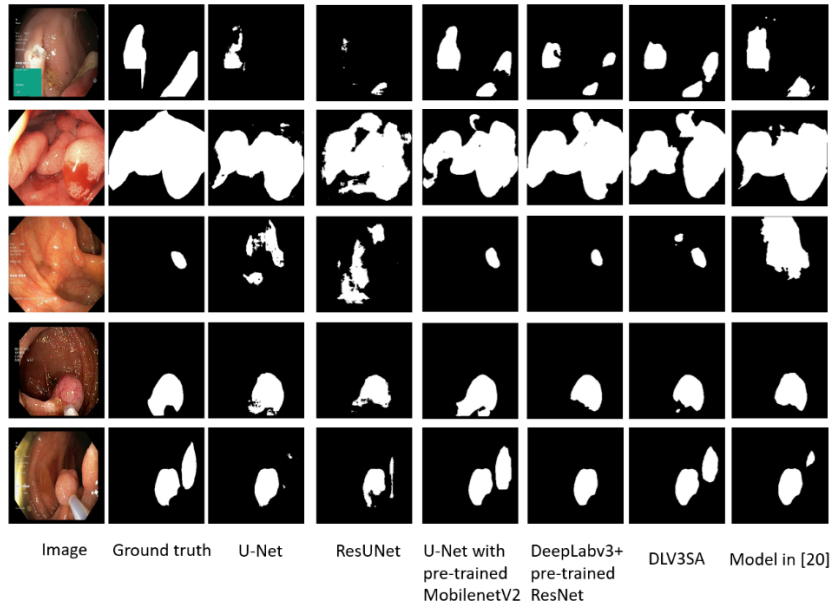 Image
Ground truth
U-Net
ResUNet
U-Net with
pre-trained
MobilenetV2
DeepLabv3+
pre-trained
ResNet
DLV3SA
Model in [20]